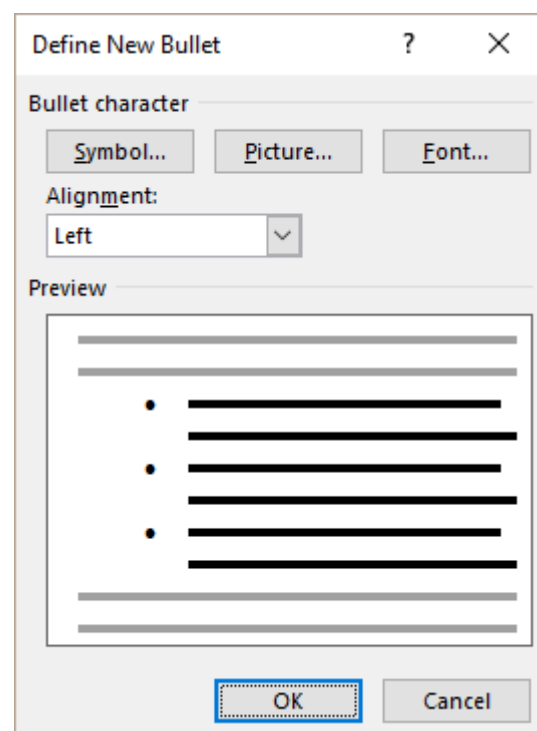 Define New Bullet ?
Bullet character
Symbol... Picture... Font...
Alignment:
Left
Preview
OK Cancel